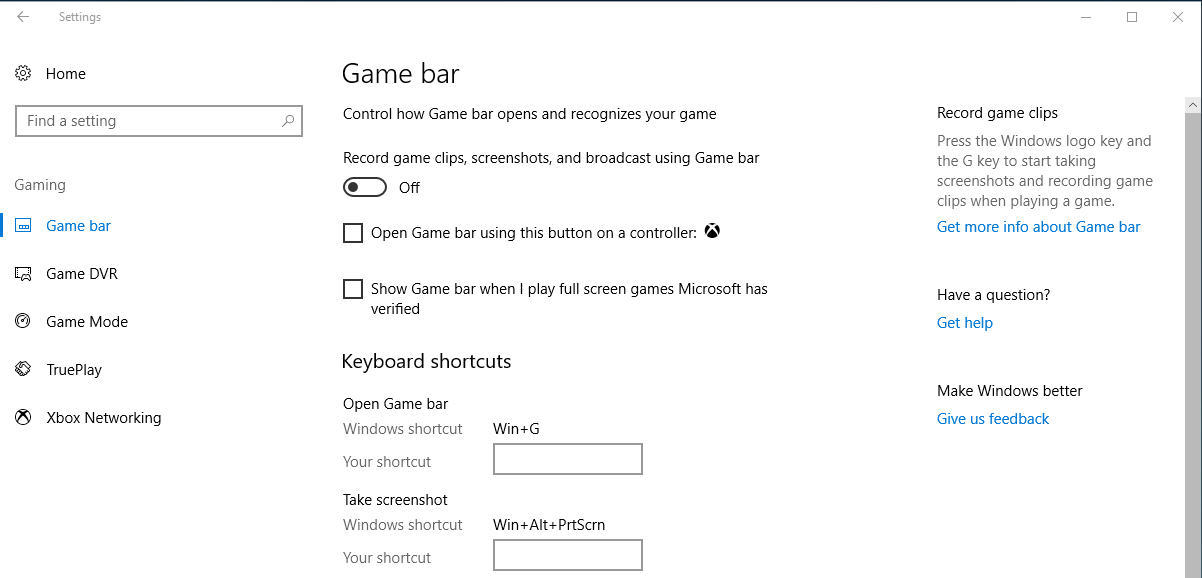 Settings
Home
Find a setting
Gaming
Game bar
Game DVR
Game Mode
TruePlay
Xbox Networking
Game bar
Control how Game bar opens and recognizes your game
Record game clips, screenshots, and broadcast using Game bar
Off
Open Game bar using this button on a controller:
Show Game bar when I play full screen games Microsoft has
verified
Keyboard shortcuts
Open Game bar
Windows shortcut Win+G
Your shortcut
Take screenshot
Windows shortcut Win+Alt+PrtScrn
Your shortcut
Record game clips
Press the Windows logo key and
the G key to start taking
screenshots and recording game
clips when playing a game.
Get more info about Game bar
Have a question?
Get help
Make Windows better
Give us feedback